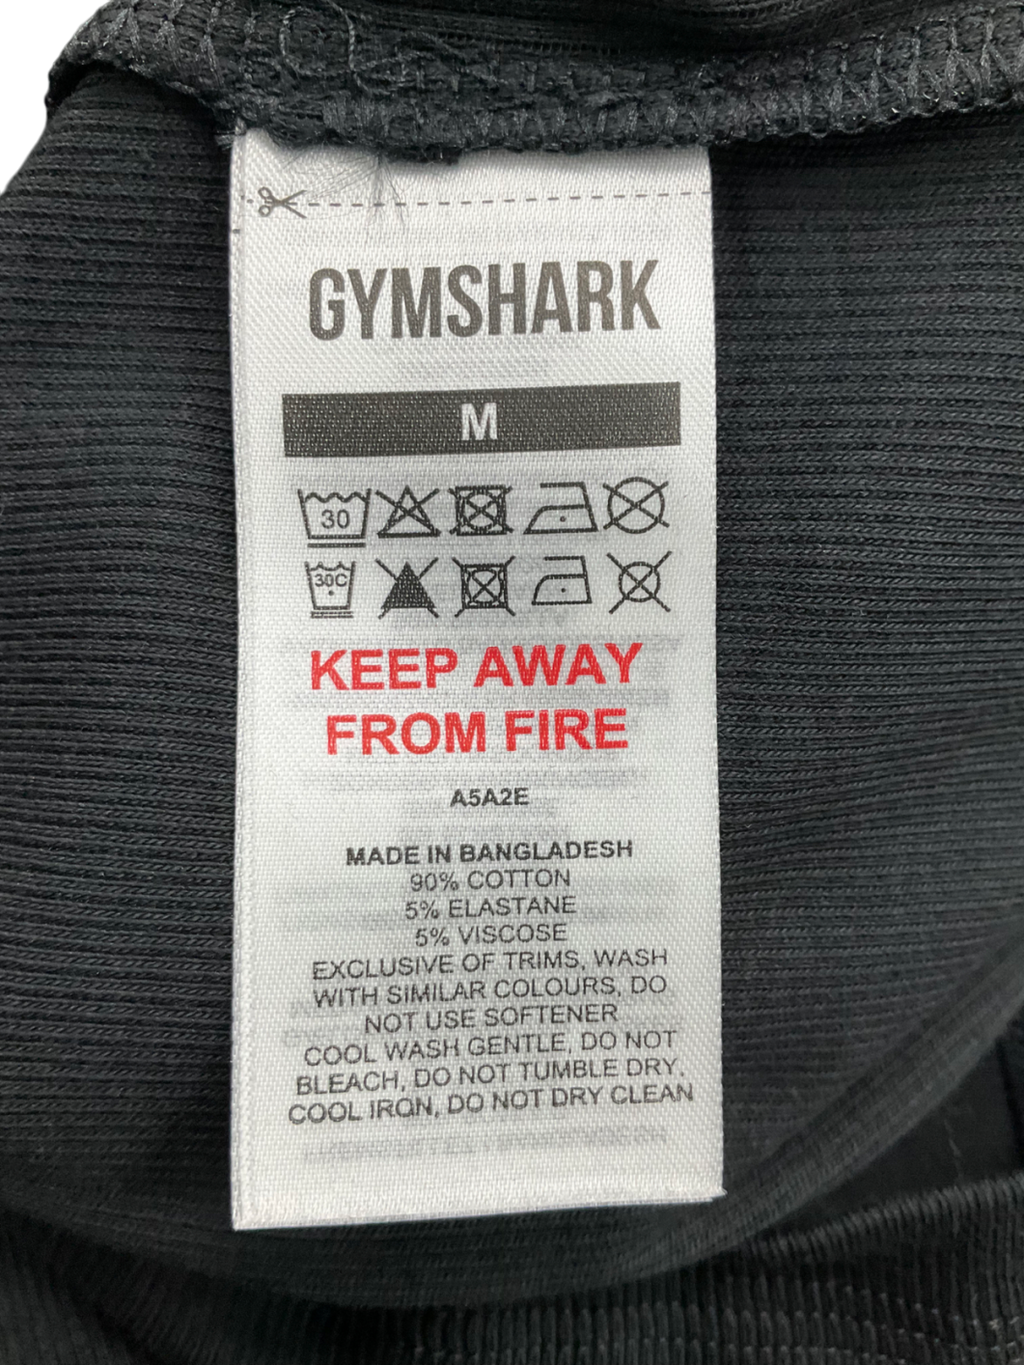 GYMSHARK
M
30
30C
KEEP AWAY
FROM FIRE
A5A2E
MADE IN BANGLADESH
90% COTTON
5% ELASTANE
5% VISCOSE
EXCLUSIVE OF TRIMS, WASH
WITH SIMILAR COLOURS, DO
NOT USE SOFTENER
COOL WASH GENTLE, DO NOT
BLEACH, DO NOT TUMBLE DRY,
COOL IRON, DO NOT DRY CLEAN